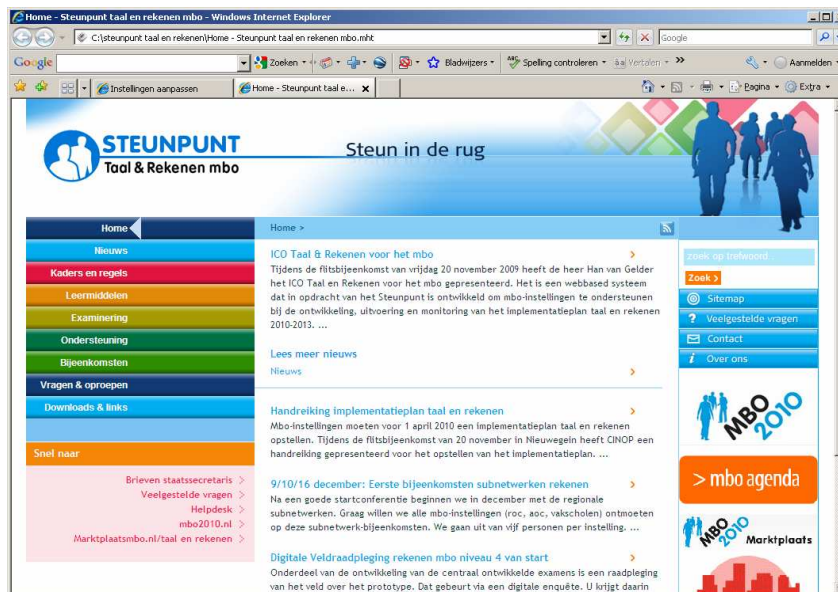 Home - Steunpunt taal en rekenen mbo - Windows Internet Explorer
C:\steunpunt taal en rekenen\Home - Steunpunt taal en rekenen mbo.mht
Google
Google
Zoeken
Bladwijzers
Spelling controleren
Vertalen
Aanmelden
Instellingen aanpassen
Home - Steunpunt taal e...
Pagina
Extra
STEUNPUNT
Taal & Rekenen mbo
Steun in de rug
Home
Nieuws
Kaders en regels
Leermiddelen
Examinering
Ondersteuning
Bijeenkomsten
Vragen & oproepen
Downloads & links
Snel naar
Brieven staatssecretaris >
Veelgestelde vragen >
Helpdesk >
mbo2010.nl >
Marktplaatsmbo.nl/taal en rekenen >
Home >
ICO Taal & Rekenen voor het mbo >
Tijdens de flitsbijeenkomst van vrijdag 20 november 2009 heeft de heer Han van Gelder
het ICO Taal en Rekenen voor het mbo gepresenteerd. Het is een webbased systeem
dat in opdracht van het Steunpunt is ontwikkeld om mbo-instellingen te ondersteunen
bij de ontwikkeling, uitvoering en monitoring van het implementatieplan taal en rekenen
2010-2013. ...
Lees meer nieuws
Nieuws >
Handreiking implementatieplan taal en rekenen >
Mbo-instellingen moeten voor 1 april 2010 een implementatieplan taal en rekenen
opstellen. Tijdens de flitsbijeenkomst van 20 november in Nieuwegein heeft CINOP een
handreiking gepresenteerd voor het opstellen van het implementatieplan. ...
9/10/16 december: Eerste bijeenkomsten subnetwerken rekenen >
Na een goede startconferentie beginnen we in december met de regionale
subnetwerken. Graag willen we alle mbo-instellingen (roc, aoc, vakscholen) ontmoeten
op deze subnetwerk-bijeenkomsten. We gaan uit van vijf personen per instelling. ...
Digitale Veldraadpleging rekenen mbo niveau 4 van start >
Onderdeel van de ontwikkeling van de centraal ontwikkelde examens is een raadpleging
van het veld over het prototype. Dat gebeurt via een digitale enquête. U krijgt daarin
zoek op trefwoord...
Zoek >
Sitemap
? Veelgestelde vragen
Contact
i Over ons
MBO 2010
> mbo agenda
MBO 2010
Marktplaats